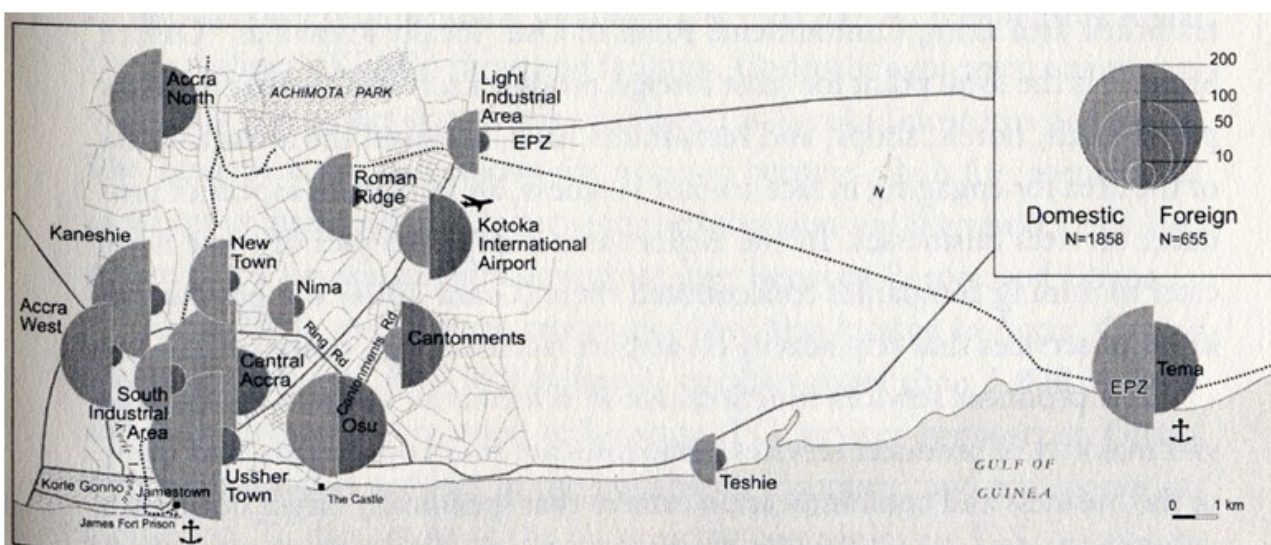 Accra
North
ACHIMOTA PARK
Light
Industrial
Area
EPZ
Roman
Ridge
Kotoka
International
Airport
N
200
100
50
10
Domestic
N=1858
Foreign
N=655
Kaneshie
New
Town
Nima
Accra
West
Ring Rd
Cantonments Rd
Cantonments
Central
Accra
South
Industrial
Area
Osu
Korle Lagoon
Ussher
Town
Korle Gonno
Jamestown
James Fort Prison
The Castle
Teshie
EPZ
Tema
GULF OF
GUINEA
0 1 km